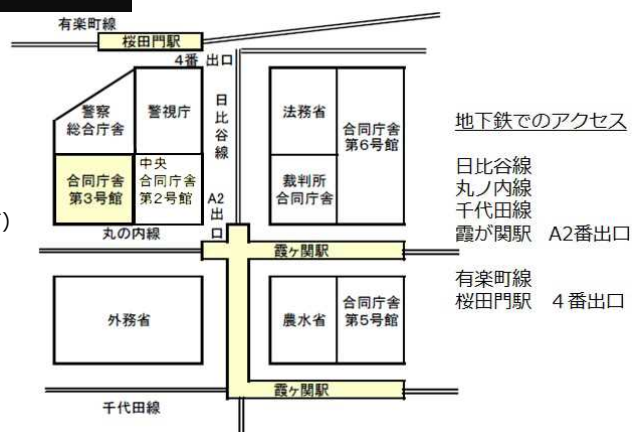 有楽町線
桜田門駅
4番 出口
警察
総合庁舎
警視庁
日比谷線
法務省
合同庁舎
第6号館
合同庁舎
第3号館
中央
合同庁舎
第2号館
A2
出口
裁判所
合同庁舎
)
丸の内線
霞ヶ関駅
外務省
農水省
合同庁舎
第5号館
霞ヶ関駅
千代田線
地下鉄でのアクセス
日比谷線
丸ノ内線
千代田線
霞が関駅 A2番出口
有楽町線
桜田門駅 4番出口